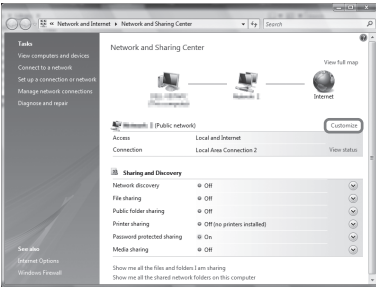 « Network and Internet ▸ Network and Sharing Center
Search
Tasks
View computers and devices
Connect to a network
Set up a connection or network
Manage network connections
Diagnose and repair
See also
Internet Options
Windows Firewall
Network and Sharing Center
View full map
Internet
(Public network)
Customize
Access Local and Internet
Connection Local Area Connection 2 View status
Sharing and Discovery
Network discovery Off
File sharing Off
Public folder sharing Off
Printer sharing Off (no printers installed)
Password protected sharing On
Media sharing Off
Show me all the files and folders I am sharing
Show me all the shared network folders on this computer